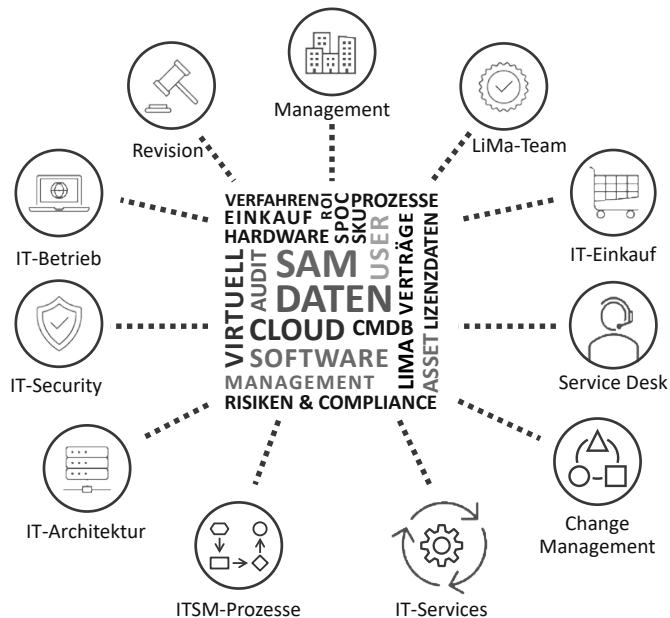 Management
Revision
LiMa-Team
IT-Betrieb
IT-Einkauf
IT-Security
Service Desk
IT-Architektur
Change
Management
ITSM-Prozesse
IT-Services
VERFAHREN
ROI
SPOC
SKU
PROZESSE
EINKAUF
HARDWARE
USER
VERTRÄGE
LIZENZDATEN
VIRTUELL
AUDIT
SAM
DATEN
CLOUD
CMDB
SOFTWARE
LIMA B
ASSET
MANAGEMENT
RISIKEN & COMPLIANCE